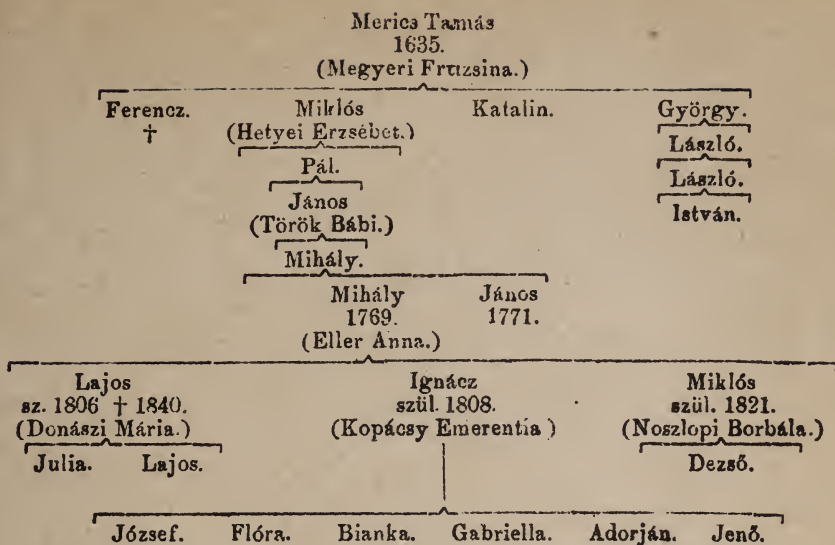 Merics Tamás
1635.
(Megyeri Fruzsina.)
Ferencz. Miklós Katalin. György.
† (Hetyei Erzsébet.) László.
Pál. László.
János István.
(Török Bábi.)
Mihály.
Mihály János
1769. 1771.
(Eller Anna.)
Lajos Ignácz Miklós
sz. 1806 † 1840. szül. 1808. szül. 1821.
(Donászi Mária.) (Kopácsy Emerentia ) (Noszlopi Borbála.)
Julia. Lajos. Dezső.
József. Flóra. Bianka. Gabriella. Adorján. Jenő.